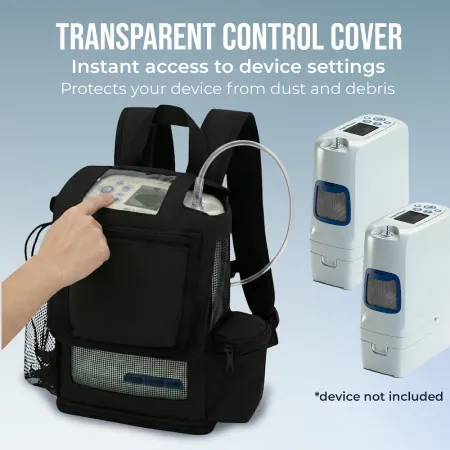 TRANSPARENT CONTROL COVER
Instant access to device settings
Protects your device from dust and debris
*device not included